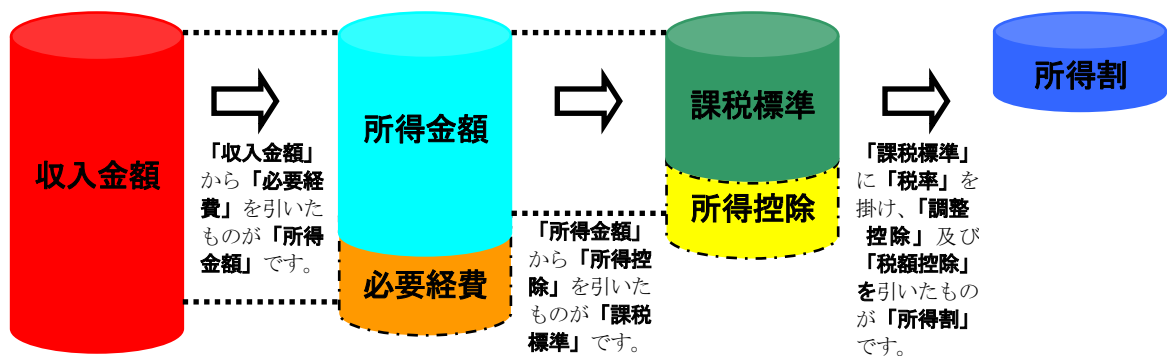 収入金額
「収入金額」
から「必要経
費」を引いた
ものが「所得
金額」です。
所得金額
必要経費
「所得金額」
から「所得控
除」を引いた
ものが「課税
標準」です。
課税標準
所得控除
「課税標準」
に「税率」を
掛け、「調整
控除」及び
「税額控除」
を引いたもの
が「所得割」
です。
所得割